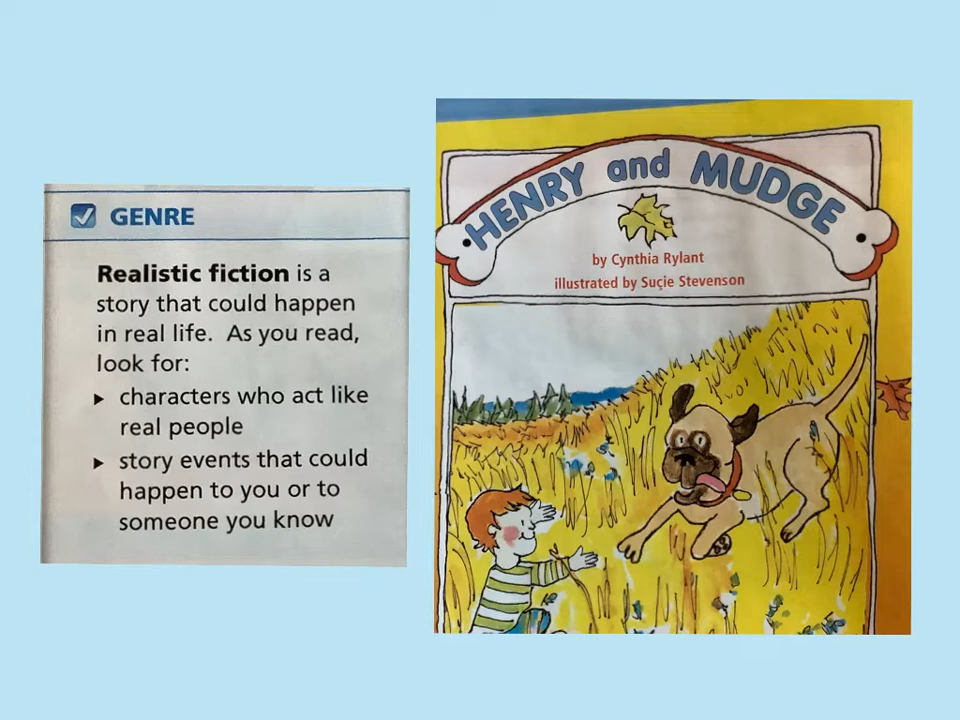 GENRE
Realistic fiction is a
story that could happen
in real life. As you read,
look for:
▸ characters who act like
real people
▸ story events that could
happen to you or to
someone you know
HENRY and MUDGE
by Cynthia Rylant
illustrated by Suçie Stevenson